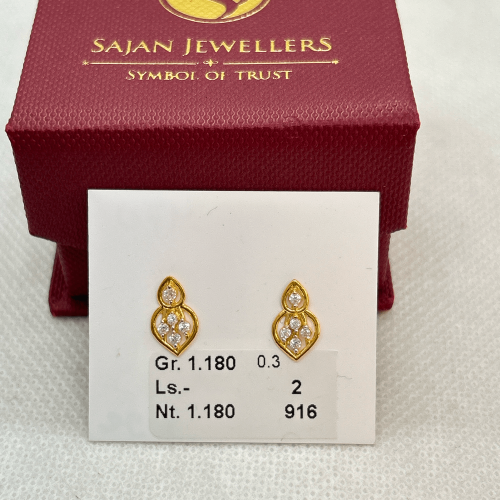 SAJAN JEWELLERS
SYMBOL OF TRUST
Gr. 1.180 0.3
Ls.- 2
Nt. 1.180 916